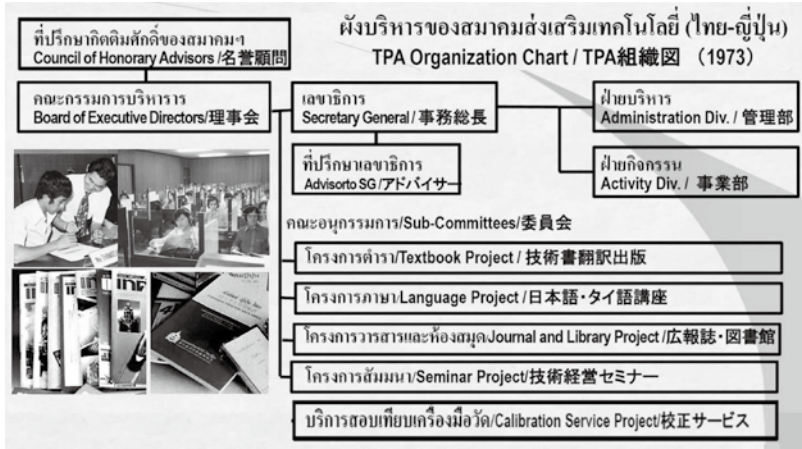 ผังบริหารของสมาคมส่งเสริมเทคโนโลยี่ (ไทย-ญี่ปุ่น)
TPA Organization Chart / TPA組織図 （1973）
ที่ปรึกษากิตติมศักดิ์ของสมาคมฯ
Council of Honorary Advisors /名誉顧問
คณะกรรมการบริหาราร
Board of Executive Directors/理事会
เลขาธิการ
Secretary General / 事務総長
ฝ่ายบริหาร
Administration Div. / 管理部
ที่ปรึกษาเลขาธิการ
Advisorto SG /アドバイサー
ฝ่ายกิจกรรน
Activity Div. / 事業部
คณะอนุกรรมการ/Sub-Committees/委員会
โครงการตำรา/Textbook Project / 技術書翻訳出版
โครงการภาษา/Language Project /日本語・タイ語講座
โครงการวารสารและห้องสมุด/Journal and Library Project /広報誌・図書館
โครงการสัมมนา/Seminar Project/技術経営セミナー
บริการสอบเทียบเครื่องมือวัด/Calibration Service Project/校正サービス